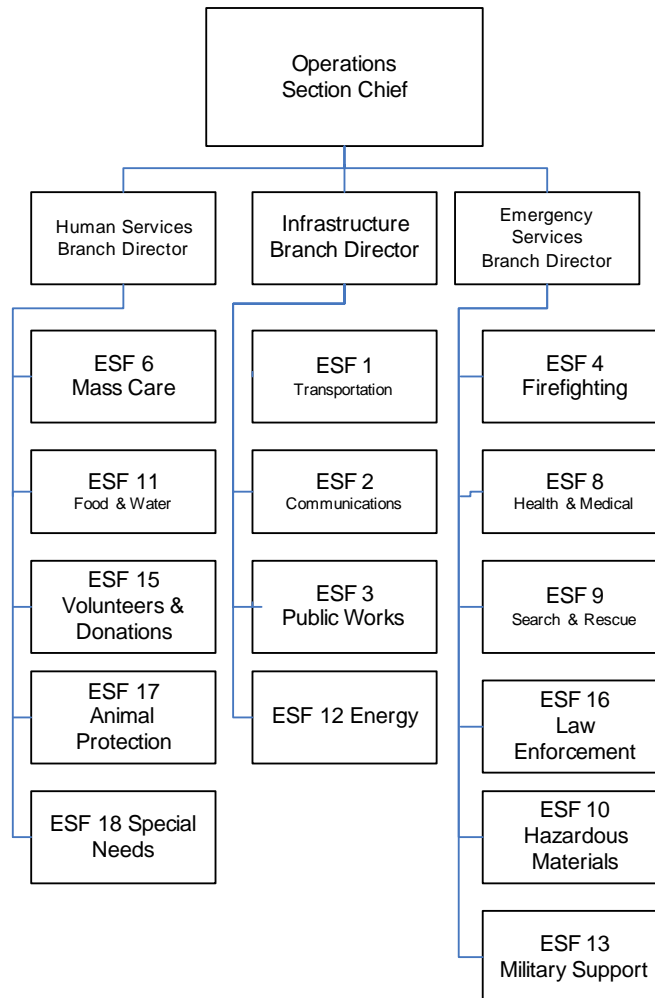 Operations
Section Chief
Human Services
Branch Director
Infrastructure
Branch Director
Emergency
Services
Branch Director
ESF 6
Mass Care
ESF 11
Food & Water
ESF 15
Volunteers &
Donations
ESF 17
Animal
Protection
ESF 18 Special
Needs
ESF 1
Transportation
ESF 2
Communications
ESF 3
Public Works
ESF 12 Energy
ESF 4
Firefighting
ESF 8
Health & Medical
ESF 9
Search & Rescue
ESF 16
Law
Enforcement
ESF 10
Hazardous
Materials
ESF 13
Military Support